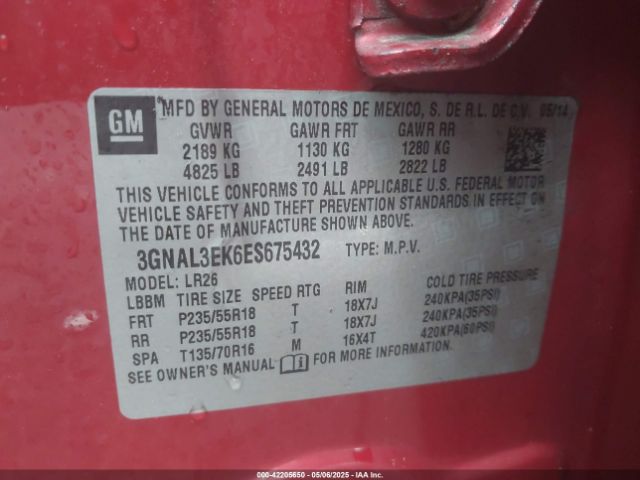 GM
MFD BY GENERAL MOTORS DE MEXICO, S. DE R.L. DE C.V. 05/14
GVWR GAWR FRT GAWR RR
2189 KG 1130 KG 1280 KG
4825 LB 2491 LB 2822 LB
THIS VEHICLE CONFORMS TO ALL APPLICABLE U.S. FEDERAL MOTOR
VEHICLE SAFETY AND THEFT PREVENTION STANDARDS IN EFFECT ON
THE DATE OF MANUFACTURE SHOWN ABOVE.
3GNAL3EK6ES675432 TYPE: M.P.V.
MODEL: LR26
LBBM TIRE SIZE SPEED RTG RIM COLD TIRE PRESSURE
FRT P235/55R18 T 18X7J 240KPA(35PSI)
RR P235/55R18 T 18X7J 240KPA(35PSI)
SPA T135/70R16 M 16X4T 420KPA(60PSI)
SEE OWNER'S MANUAL FOR MORE INFORMATION.
000-42205650 - 05/06/2025 - IAA Inc.